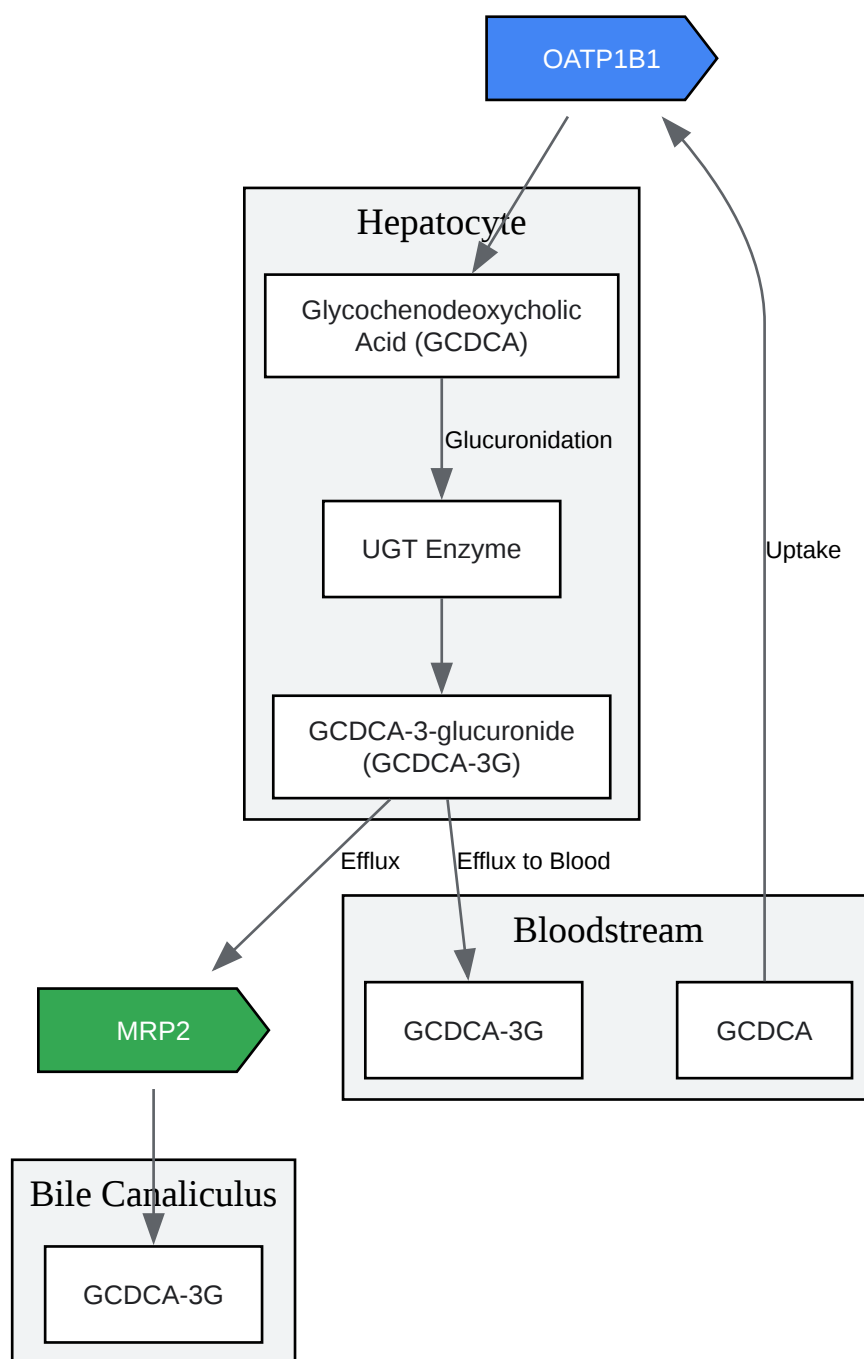 OATP1B1
Hepatocyte
Glycochenodeoxycholic
Acid (GCDCA)
Glucuronidation
UGT Enzyme
Uptake
GCDCA-3-glucuronide
(GCDCA-3G)
Efflux
Efflux to Blood
Bloodstream
GCDCA-3G
GCDCA
MRP2
Bile Canaliculus
GCDCA-3G